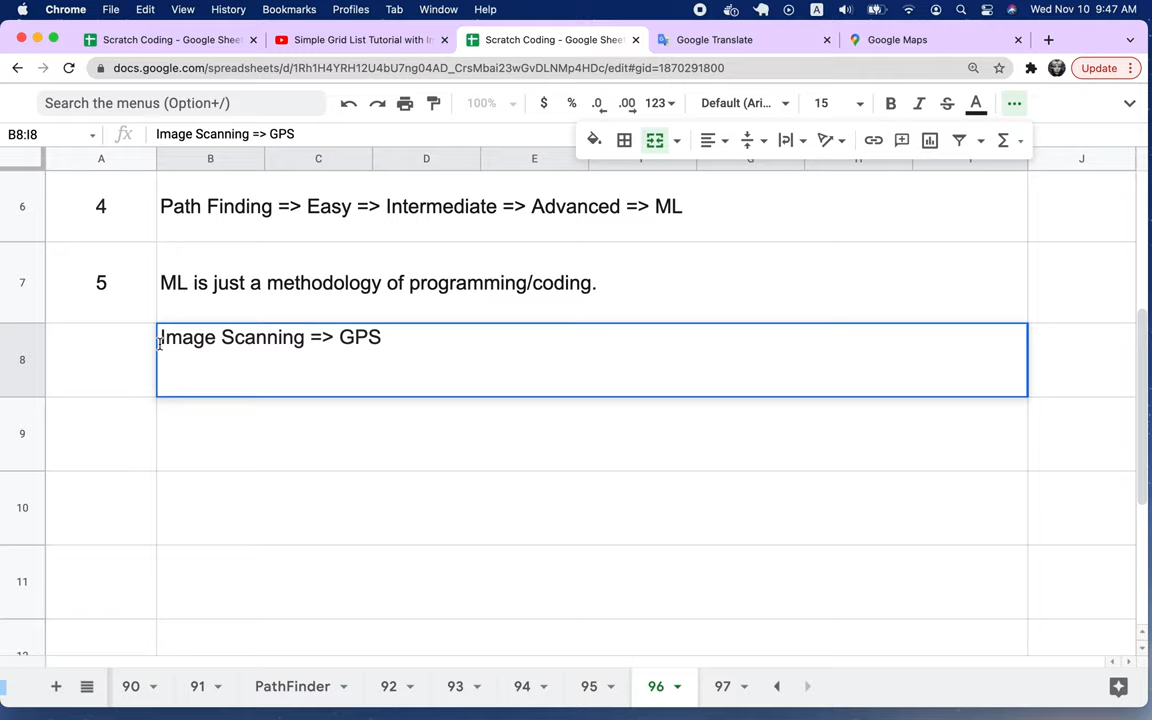 Chrome File Edit View History Bookmarks Profiles Tab Window Help A Wed Nov 10 9:47 AM
Scratch Coding - Google Sheet Simple Grid List Tutorial with In Scratch Coding - Google Sheet Google Translate Google Maps
docs.google.com/spreadsheets/d/1Rh1H4YRH12U4bU7ng04AD_CrsMbai23wGvDLNMp4HDc/edit#gid=1870291800 Update
Search the menus (Option+/) 100% $ % .0 .00 123 Default (Ari... 15 B I S A
B8:I8 fx Image Scanning => GPS
A B C D E J
6 4 Path Finding => Easy => Intermediate => Advanced => ML
7 5 ML is just a methodology of programming/coding.
8 Image Scanning => GPS
9
10
11
90 91 PathFinder 92 93 94 95 96 97